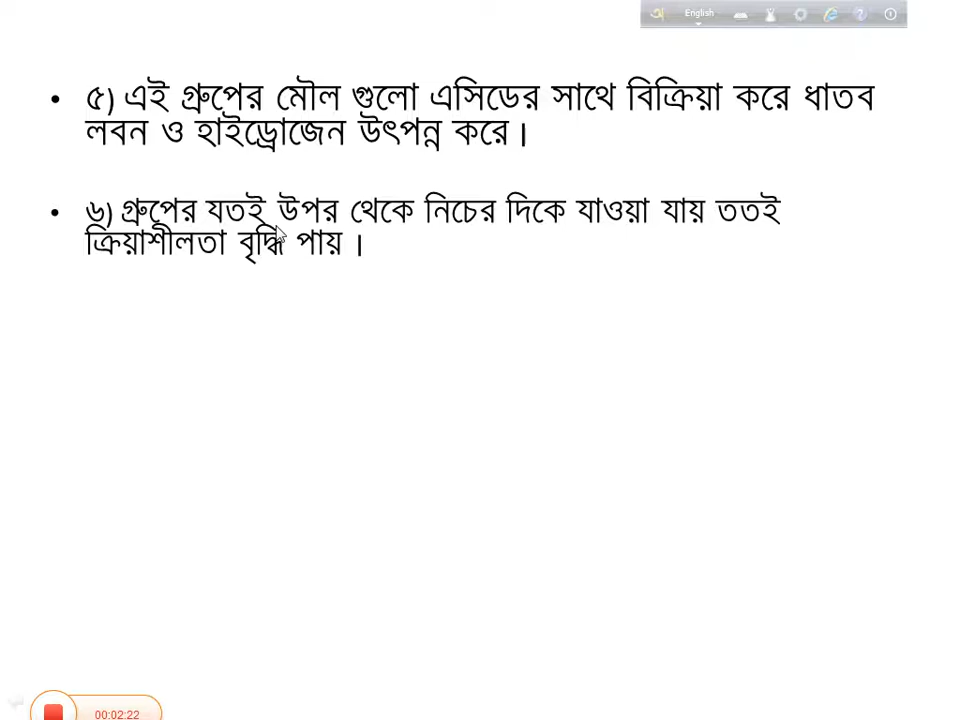 অ English
• ৫) এই গ্রুপের মৌল গুলো এসিডের সাথে বিক্রিয়া করে ধাতব
লবন ও হাইড্রোজেন উৎপন্ন করে।
• ৬) গ্রুপের যতই উপর থেকে নিচের দিকে যাওয়া যায় ততই
ক্রিয়াশীলতা বৃদ্ধি পায় ।
00:02:22